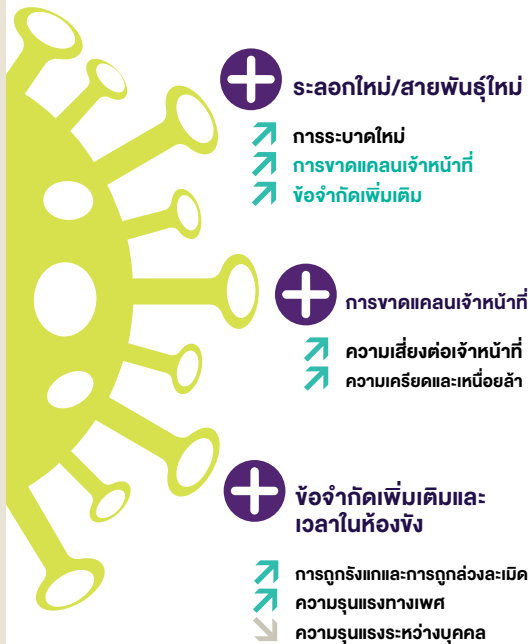 ระลอกใหม่/สายพันธุ์ใหม่
การระบาดใหม่
การขาดแคลนเจ้าหน้าที่
ข้อจำกัดเพิ่มเติม
การขาดแคลนเจ้าหน้าที่
ความเสี่ยงต่อเจ้าหน้าที่
ความเครียดและเหนื่อยล้า
ข้อจำกัดเพิ่มเติมและ
เวลาในห้องขัง
การถูกรังแกและการถูกล่วงละเมิด
ความรุนแรงทางเพศ
ความรุนแรงระหว่างบุคคล